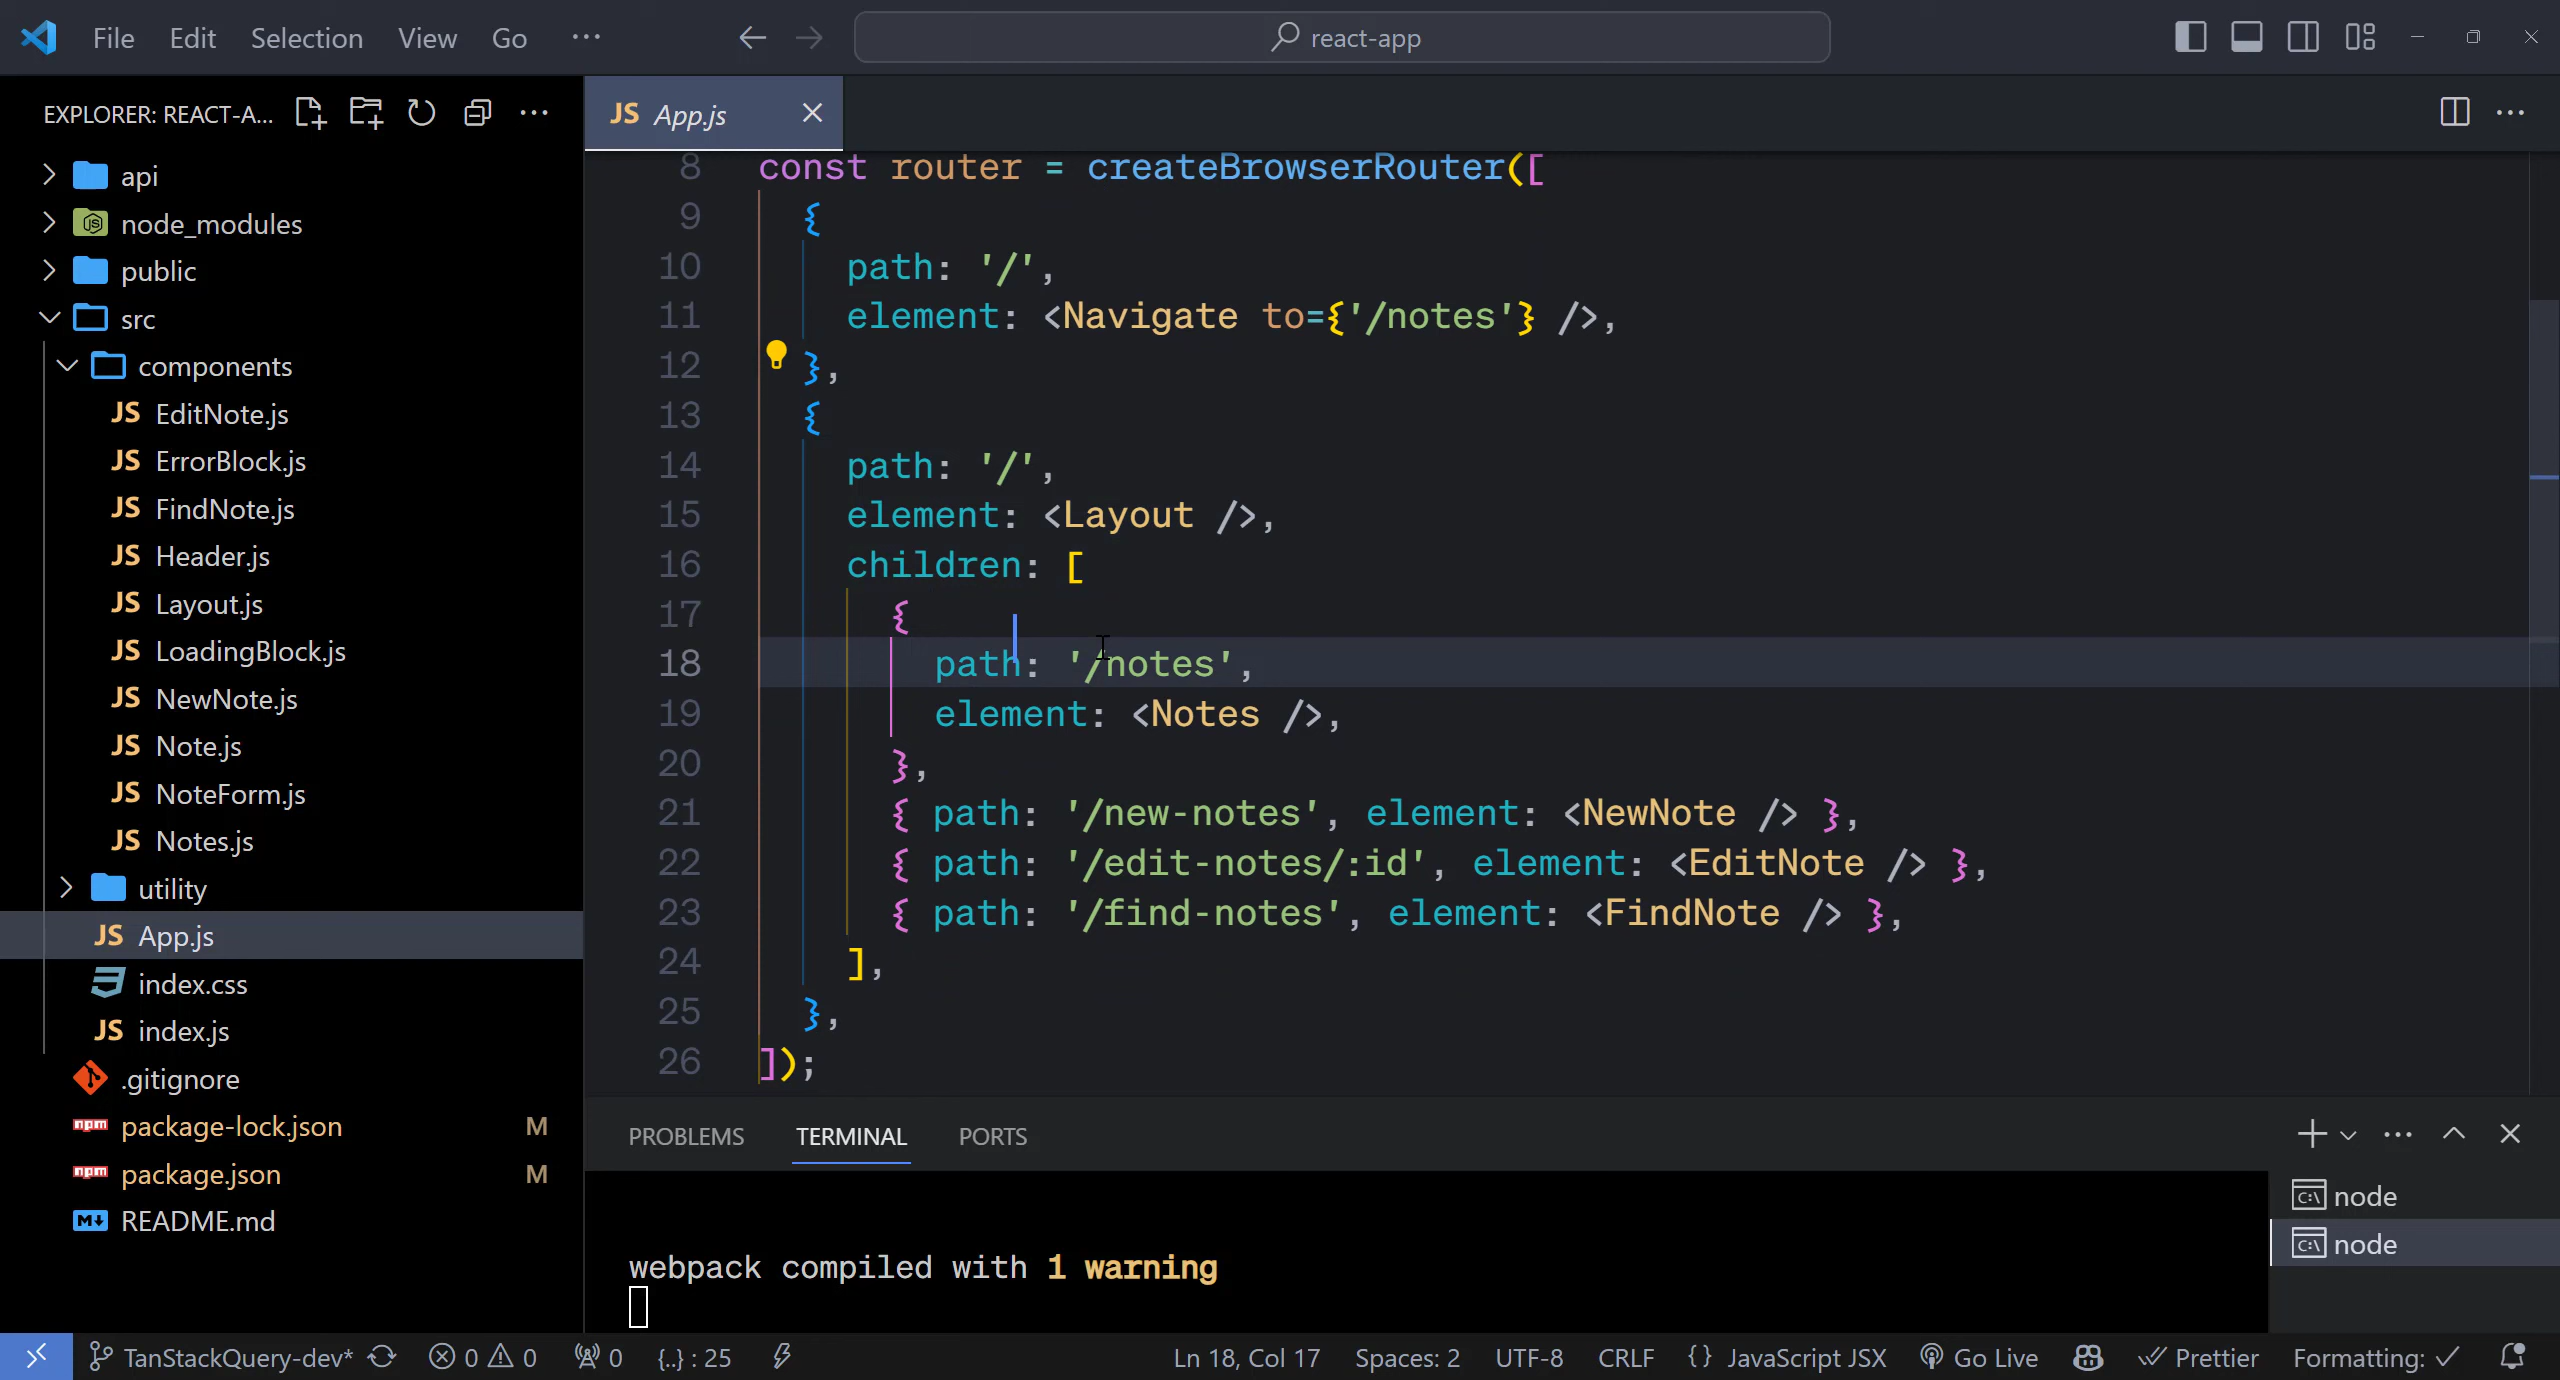 File Edit Selection View Go ···
react-app
EXPLORER: REACT-A...
api
node_modules
public
src
components
JS EditNote.js
JS ErrorBlock.js
JS FindNote.js
JS Header.js
JS Layout.js
JS LoadingBlock.js
JS NewNote.js
JS Note.js
JS NoteForm.js
JS Notes.js
utility
JS App.js
index.css
JS index.js
.gitignore
npm package-lock.json M
npm package.json M
M↓ README.md
JS App.js
8 const router = createBrowserRouter([
9 {
10 path: '/',
11 element: <Navigate to={'/notes'} />,
12 },
13 {
14 path: '/',
15 element: <Layout />,
16 children: [
17 {
18 path: '/notes',
19 element: <Notes />,
20 },
21 { path: '/new-notes', element: <NewNote /> },
22 { path: '/edit-notes/:id', element: <EditNote /> },
23 { path: '/find-notes', element: <FindNote /> },
24 ],
25 },
26 ]);
PROBLEMS TERMINAL PORTS
webpack compiled with 1 warning
node
node
TanStackQuery-dev* 0 0 0 {..} : 25 Ln 18, Col 17 Spaces: 2 UTF-8 CRLF {} JavaScript JSX Go Live Prettier Formatting: ✓